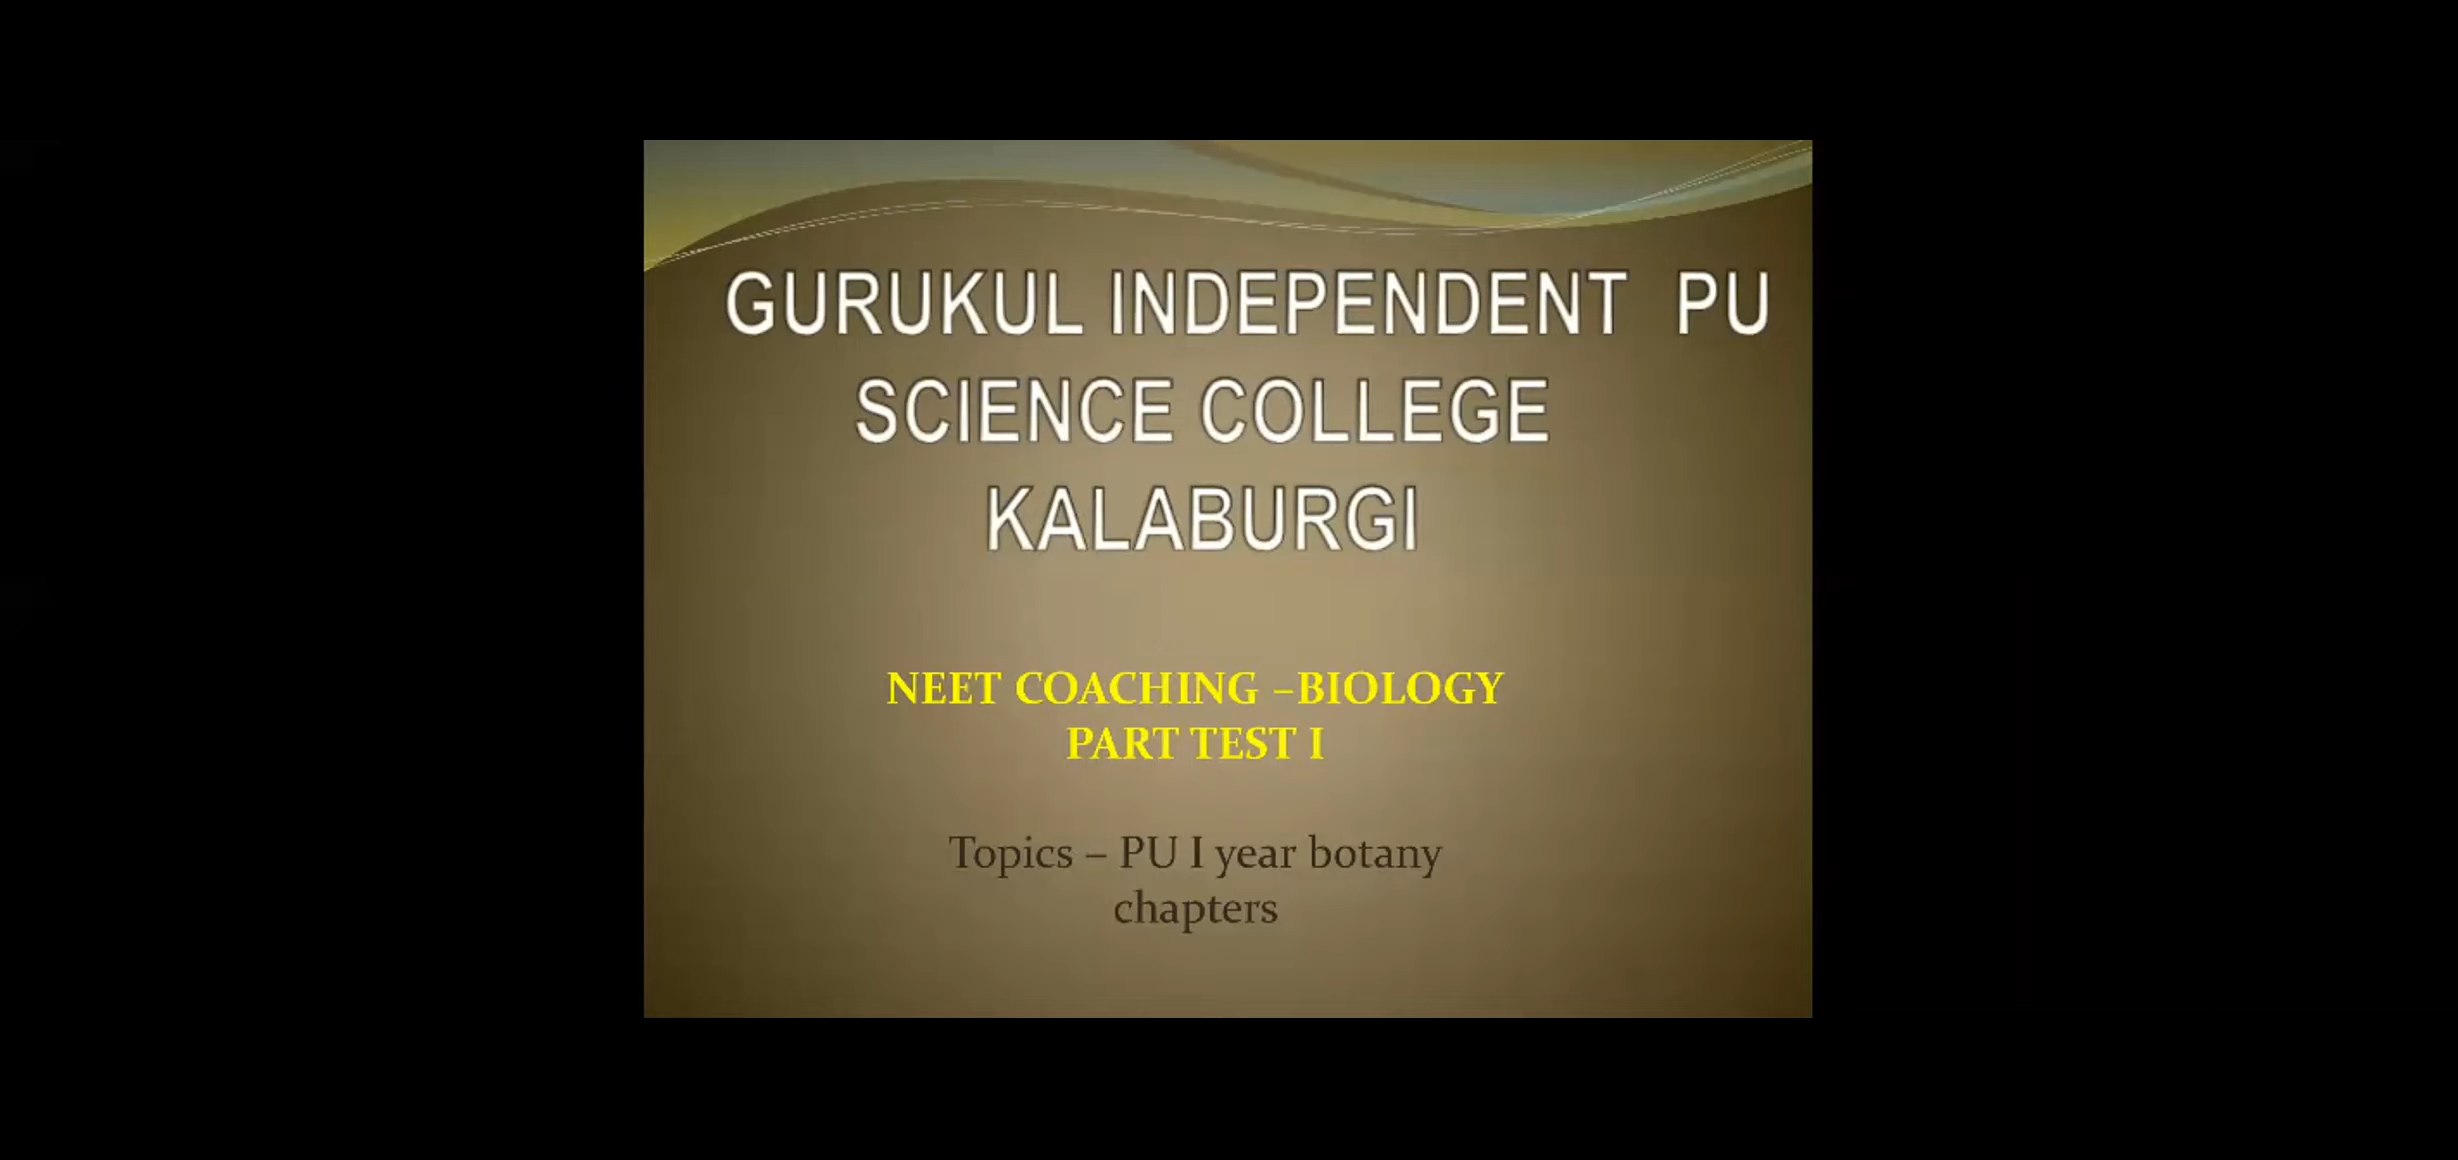 GURUKUL INDEPENDENT PU
SCIENCE COLLEGE
KALABURGI
NEET COACHING –BIOLOGY
PART TEST I
Topics – PU I year botany
chapters